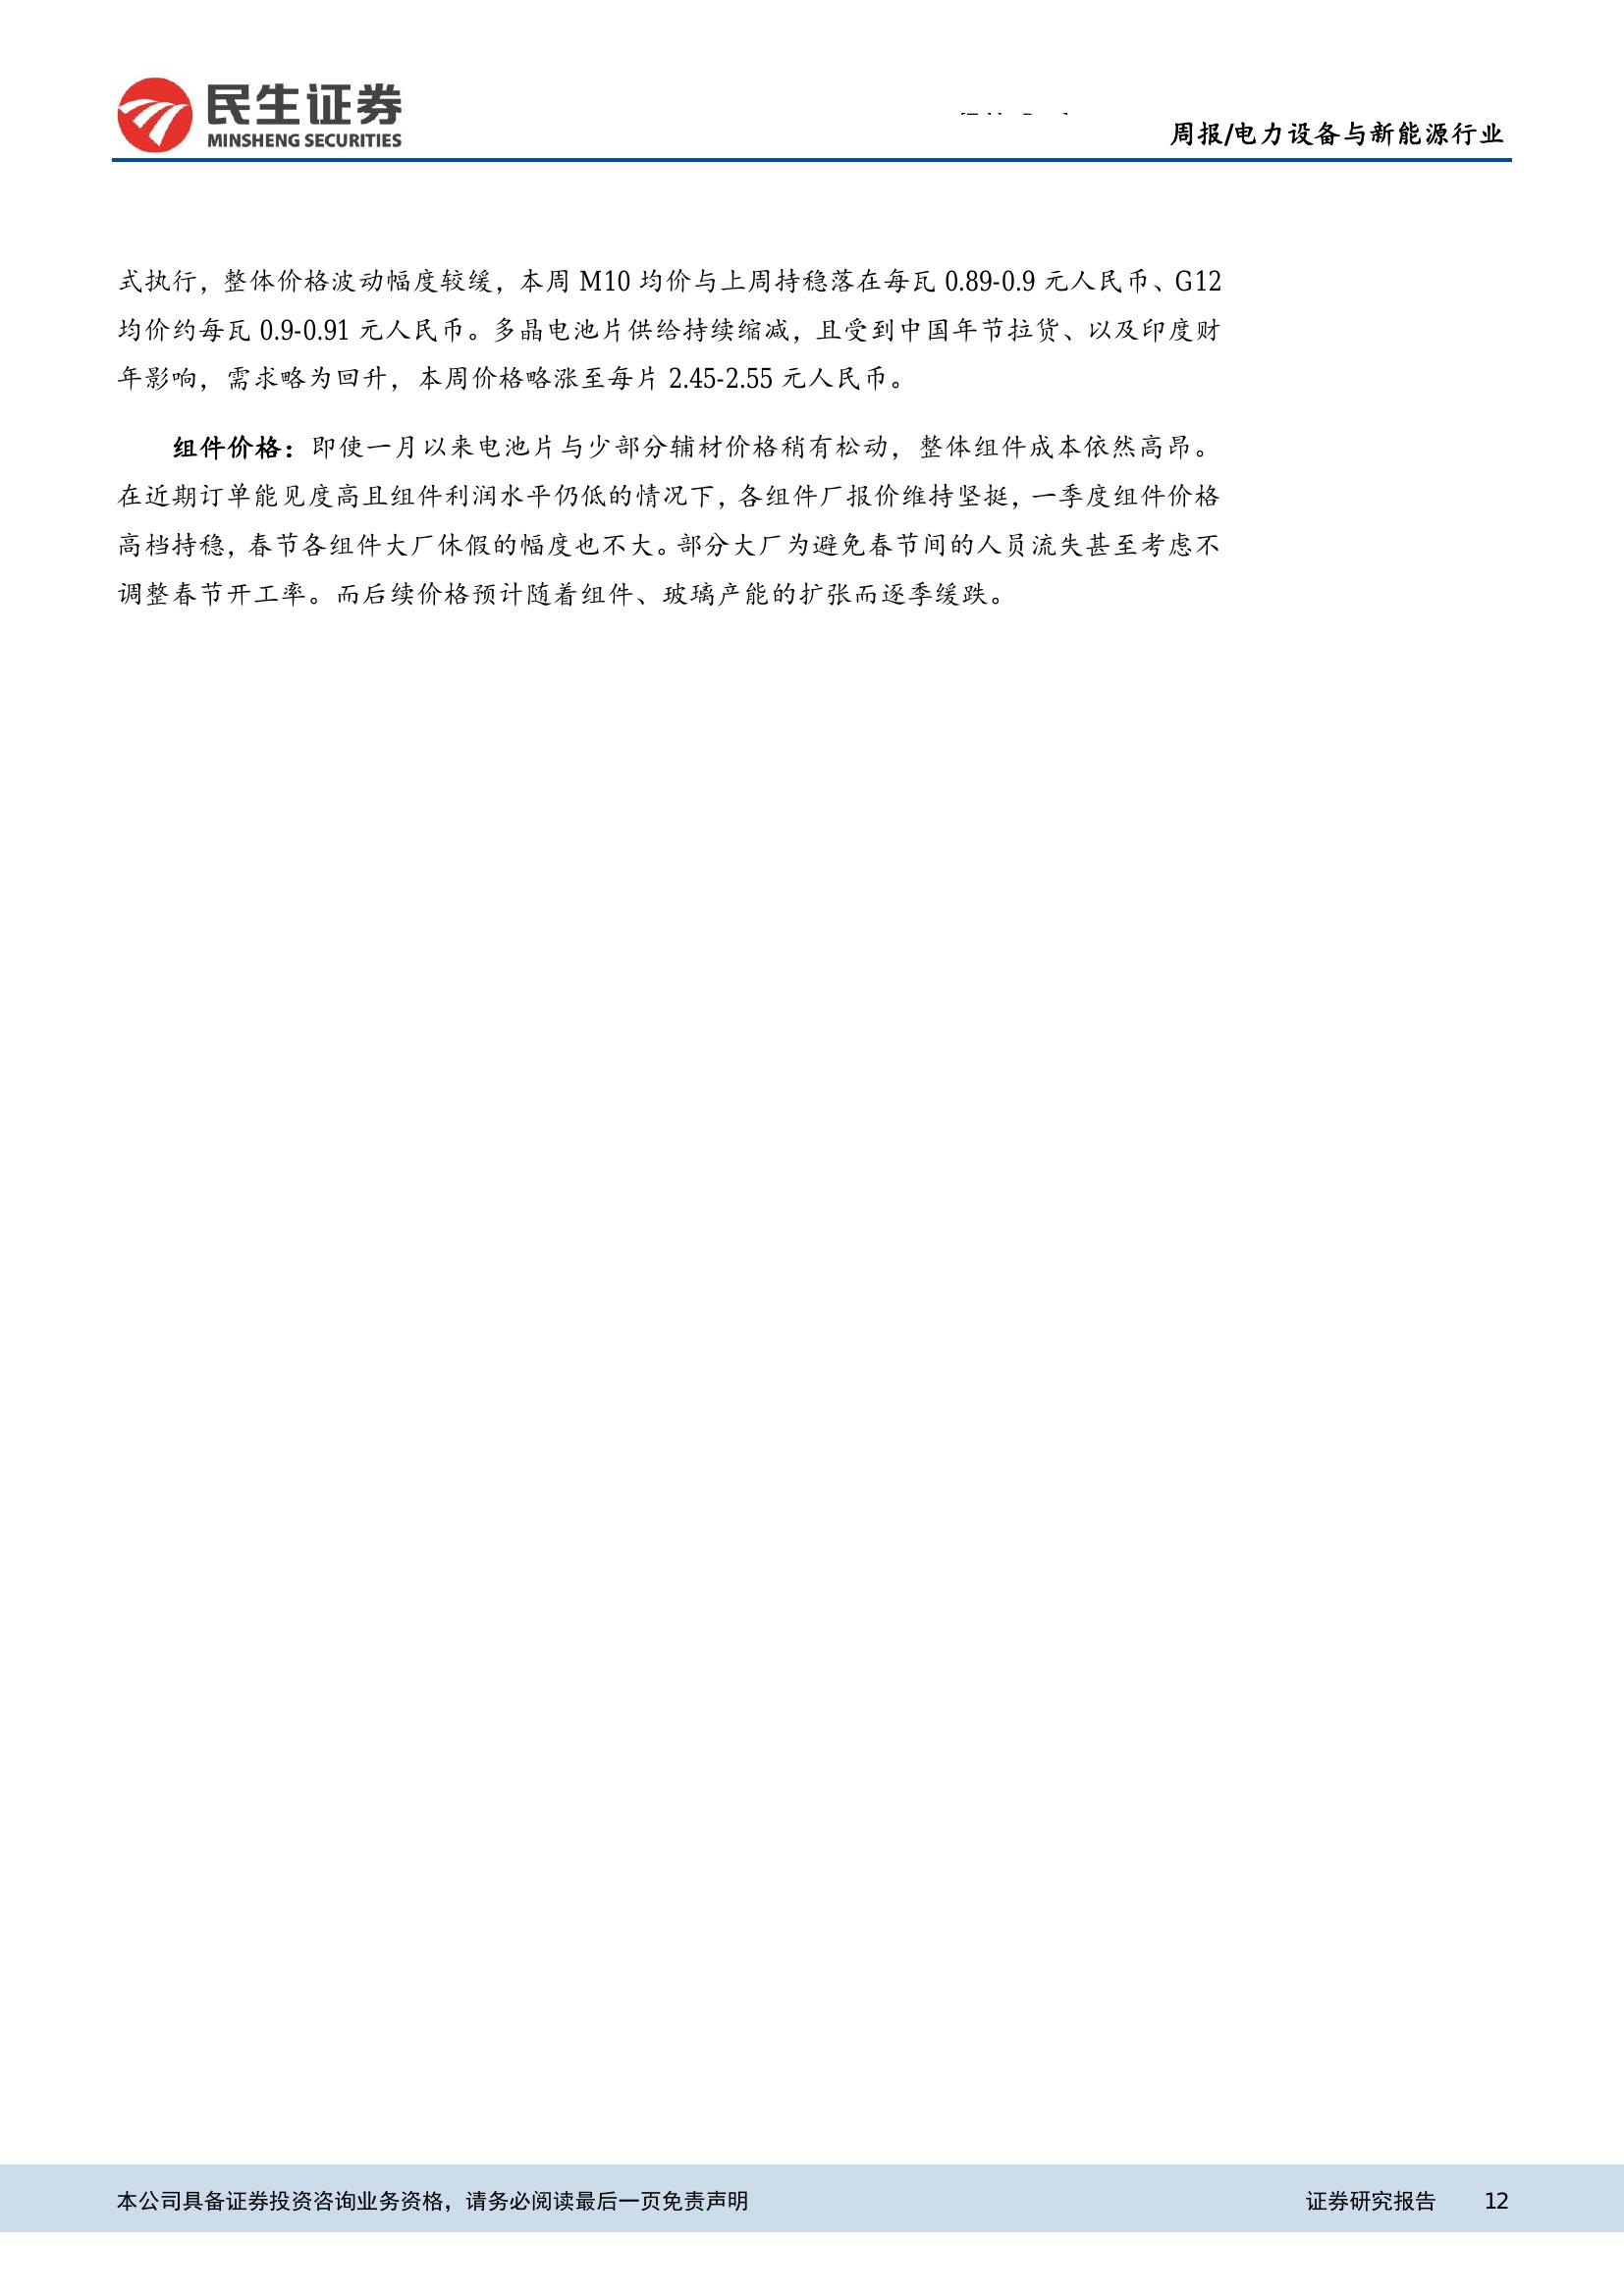 民生证券
MINSHENG SECURITIES
周报/电力设备与新能源行业
式执行，整体价格波动幅度较缓，本周 M10 均价与上周持稳落在每瓦 0.89-0.9 元人民币、G12
均价约每瓦 0.9-0.91 元人民币。多晶电池片供给持续缩减，且受到中国年节拉货、以及印度财
年影响，需求略为回升，本周价格略涨至每片 2.45-2.55 元人民币。
组件价格：即使一月以来电池片与少部分辅材价格稍有松动，整体组件成本依然高昂。
在近期订单能见度高且组件利润水平仍低的情况下，各组件厂报价维持坚挺，一季度组件价格
高档持稳，春节各组件大厂休假的幅度也不大。部分大厂为避免春节间的人员流失甚至考虑不
调整春节开工率。而后续价格预计随着组件、玻璃产能的扩张而逐季缓跌。
本公司具备证券投资咨询业务资格，请务必阅读最后一页免责声明
证券研究报告 12